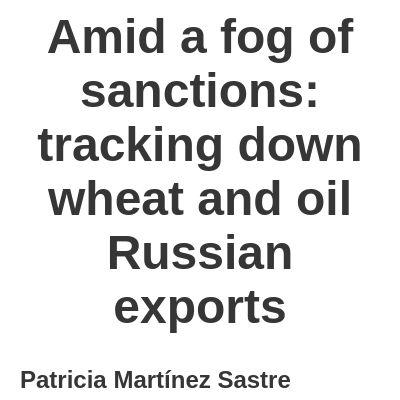 Amid a fog of
sanctions:
tracking down
wheat and oil
Russian
exports
Patricia Martínez Sastre